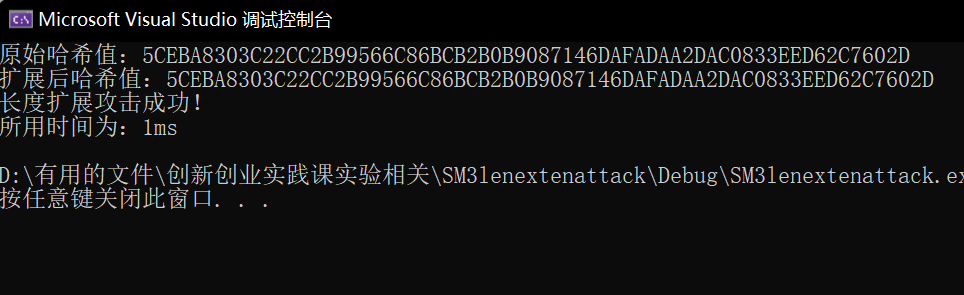 Microsoft Visual Studio 调试控制台
原始哈希值：5CEBA8303C22CC2B99566C86BCB2B0B9087146DAFADAA2DAC0833EED62C7602D
扩展后哈希值：5CEBA8303C22CC2B99566C86BCB2B0B9087146DAFADAA2DAC0833EED62C7602D
长度扩展攻击成功！
所用时间为：1ms
D:\有用的文件\创新创业实践课实验相关\SM3lenextenattack\Debug\SM3lenextenattack.ex
按任意键关闭此窗口. . .